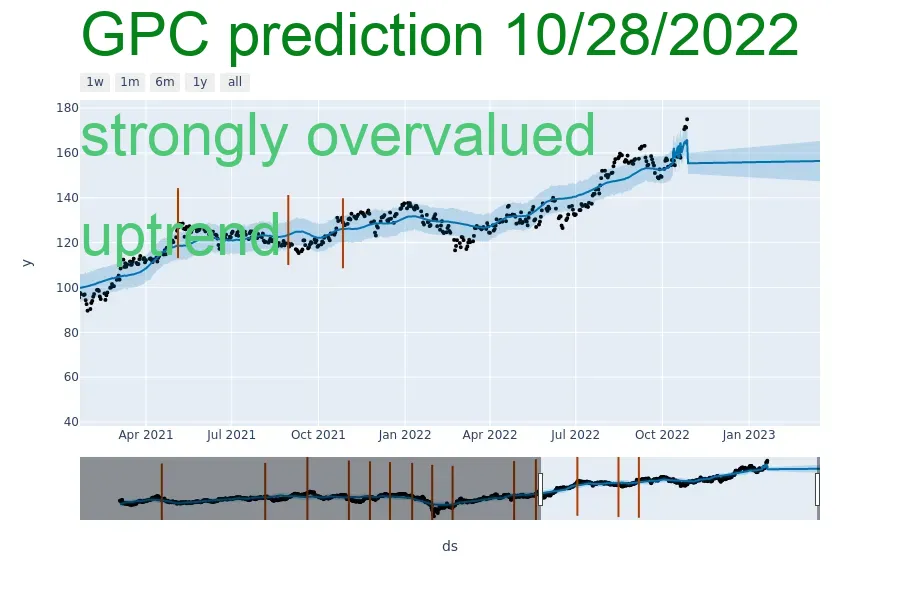 GPC prediction 10/28/2022
1w 1m 6m 1y all
strongly overvalued
uptrend
180
160
140
120
100
80
60
40
y
Apr 2021 Jul 2021 Oct 2021 Jan 2022 Apr 2022 Jul 2022 Oct 2022 Jan 2023
ds